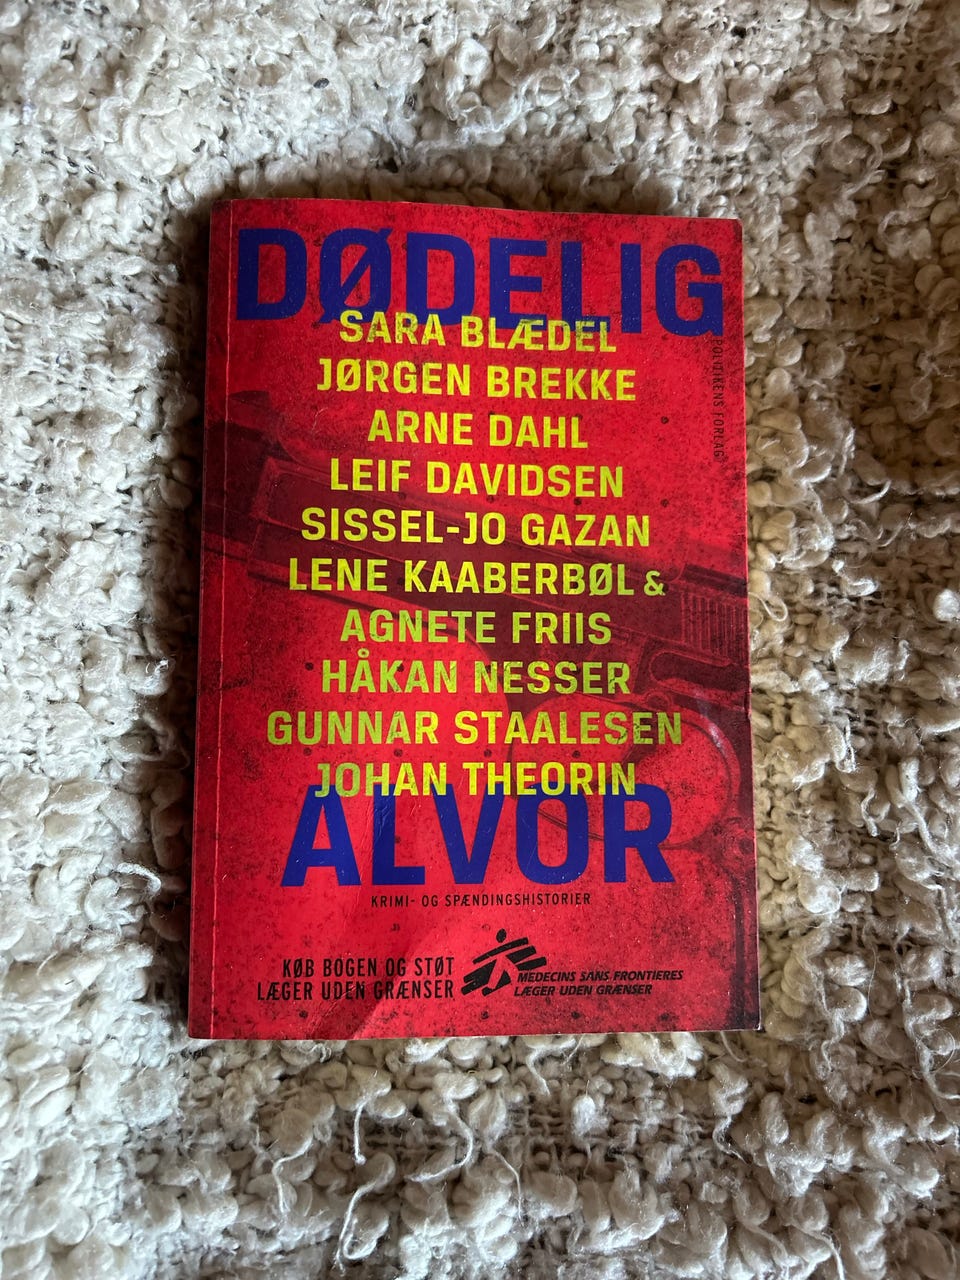 DØDELIG
SARA BLÆDEL
JØRGEN BREKKE
ARNE DAHL
LEIF DAVIDSEN
SISSEL-JO GAZAN
LENE KAABERBØL &
AGNETE FRIIS
HÅKAN NESSER
GUNNAR STAALESEN
JOHAN THEORIN
ALVOR
KRIMI- OG SPÆNDINGSHISTORIER
KØB BOGEN OG STØT
LÆGER UDEN GRÆNSER
MEDECINS SANS FRONTIERES
LÆGER UDEN GRÆNSER
POLITIKENS FORLAG